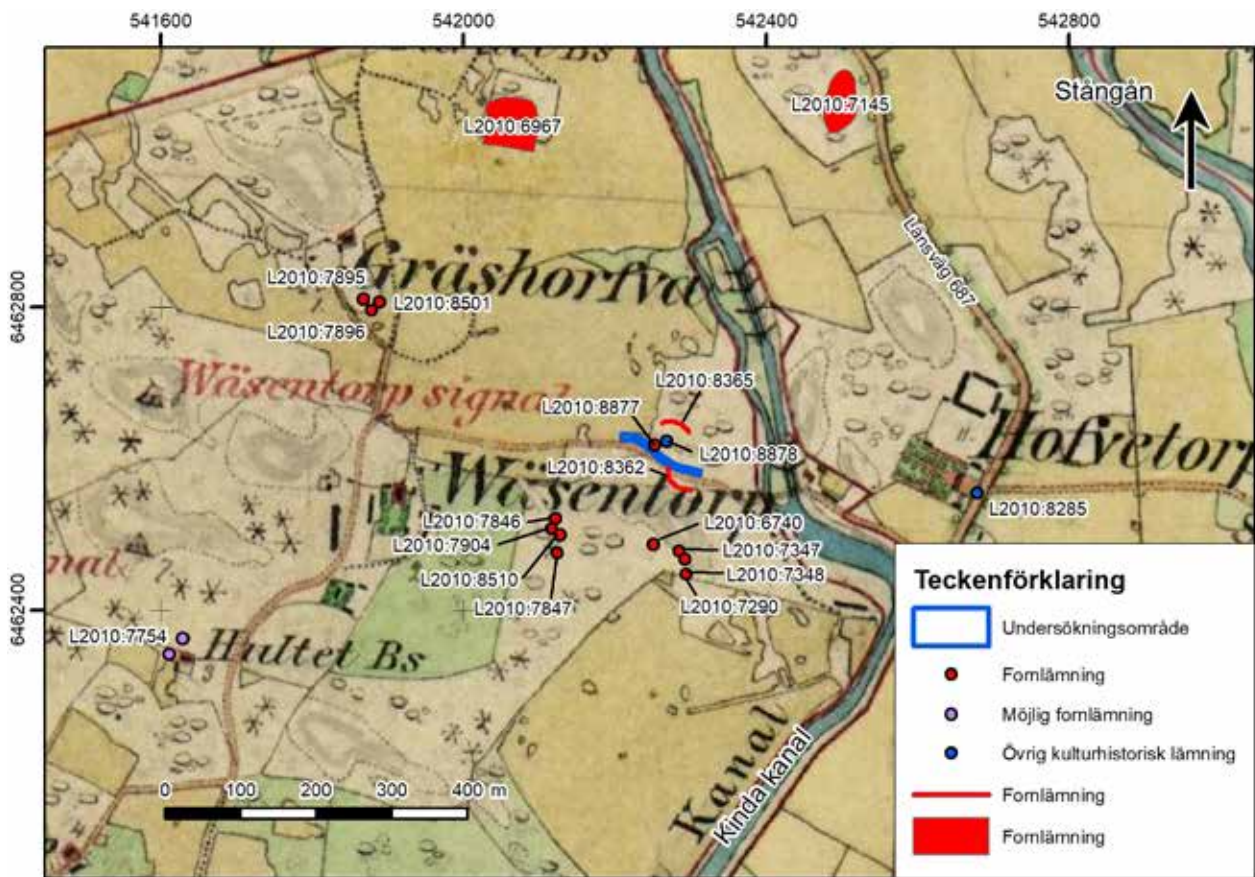 541600 542000 542400 542800
Hultet Bs
Stångån
L2010:7145
L2010:6967
Länsväg 687
Gräshorfva
L2010:7895
L2010:8501
6462800
L2010:7896
L2010:8365
Wäsentorp signal
L2010:8877
Hofvetorp
L2010:8878
L2010:8362
Wäsentorp
L2010:7846
L2010:6740
L2010:8285
L2010:7904
L2010:7347
L2010:8510
L2010:7348
L2010:7847
L2010:7290
6462400
L2010:7754
Hultet Bs
Kanal
Kinda kanal
0 100 200 300 400 m
Teckenförklaring
Undersökningsområde
Fornlämning
Möjlig fornlämning
Övrig kulturhistorisk lämning
Fornlämning
Fornlämning